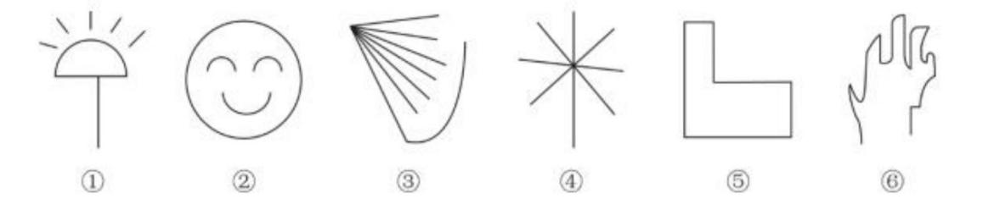 ① ② ③ ④ ⑤ ⑥